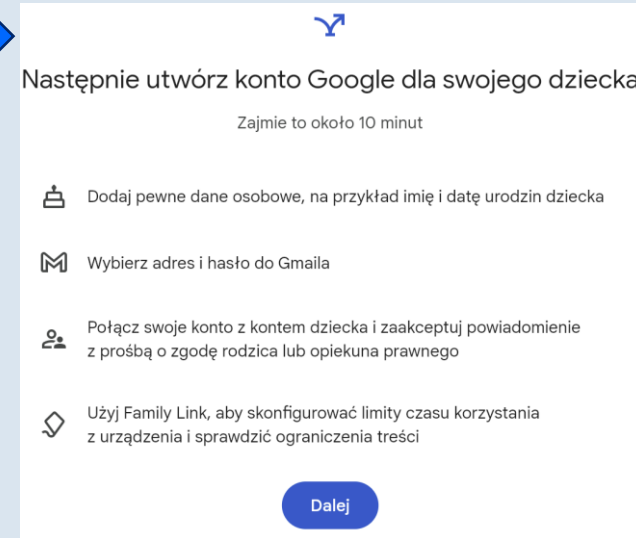 Następnie utwórz konto Google dla swojego dziecka
Zajmie to około 10 minut
Dodaj pewne dane osobowe, na przykład imię i datę urodzin dziecka
Wybierz adres i hasło do Gmaila
Połącz swoje konto z kontem dziecka i zaakceptuj powiadomienie
z prośbą o zgodę rodzica lub opiekuna prawnego
Użyj Family Link, aby skonfigurować limity czasu korzystania
z urządzenia i sprawdzić ograniczenia treści
Dalej